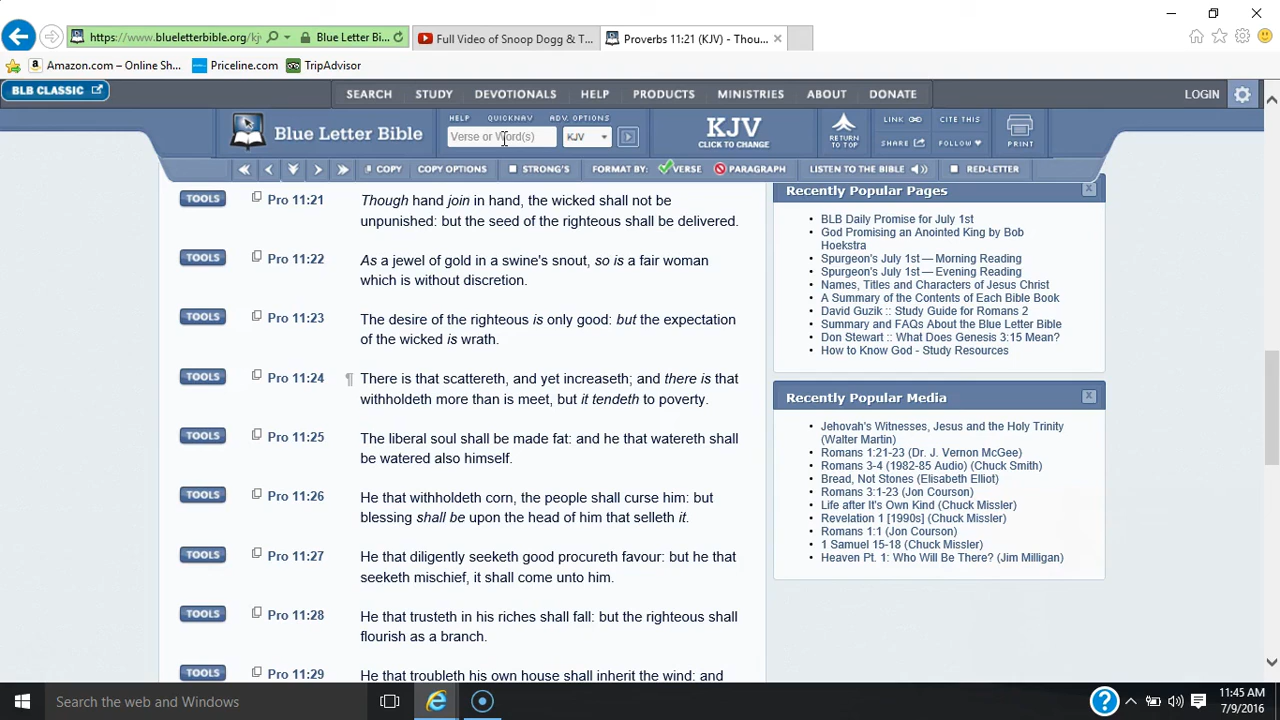 https://www.blueletterbible.org/kj
Blue Letter Bi...
Full Video of Snoop Dogg & T...
Proverbs 11:21 (KJV) - Thou...
Amazon.com – Online Sh...
Priceline.com
TripAdvisor
BLB CLASSIC
SEARCH STUDY DEVOTIONALS HELP PRODUCTS MINISTRIES ABOUT DONATE
LOGIN
Blue Letter Bible
HELP QUICKNAV ADV. OPTIONS
Verse or Word(s)
KJV
KJV
CLICK TO CHANGE
RETURN
TO TOP
LINK CITE THIS
SHARE FOLLOW
PRINT
COPY COPY OPTIONS STRONG'S FORMAT BY: VERSE PARAGRAPH LISTEN TO THE BIBLE RED-LETTER
TOOLS Pro 11:21 Though hand join in hand, the wicked shall not be
unpunished: but the seed of the righteous shall be delivered.
TOOLS Pro 11:22 As a jewel of gold in a swine's snout, so is a fair woman
which is without discretion.
TOOLS Pro 11:23 The desire of the righteous is only good: but the expectation
of the wicked is wrath.
TOOLS Pro 11:24 ¶ There is that scattereth, and yet increaseth; and there is that
withholdeth more than is meet, but it tendeth to poverty.
TOOLS Pro 11:25 The liberal soul shall be made fat: and he that watereth shall
be watered also himself.
TOOLS Pro 11:26 He that withholdeth corn, the people shall curse him: but
blessing shall be upon the head of him that selleth it.
TOOLS Pro 11:27 He that diligently seeketh good procureth favour: but he that
seeketh mischief, it shall come unto him.
TOOLS Pro 11:28 He that trusteth in his riches shall fall: but the righteous shall
flourish as a branch.
TOOLS Pro 11:29 He that troubleth his own house shall inherit the wind: and
Recently Popular Pages
BLB Daily Promise for July 1st
God Promising an Anointed King by Bob
Hoekstra
Spurgeon's July 1st — Morning Reading
Spurgeon's July 1st — Evening Reading
Names, Titles and Characters of Jesus Christ
A Summary of the Contents of Each Bible Book
David Guzik :: Study Guide for Romans 2
Summary and FAQs About the Blue Letter Bible
Don Stewart :: What Does Genesis 3:15 Mean?
How to Know God - Study Resources
Recently Popular Media
Jehovah's Witnesses, Jesus and the Holy Trinity
(Walter Martin)
Romans 1:21-23 (Dr. J. Vernon McGee)
Romans 3-4 (1982-85 Audio) (Chuck Smith)
Bread, Not Stones (Elisabeth Elliot)
Romans 3:1-23 (Jon Courson)
Life after It's Own Kind (Chuck Missler)
Revelation 1 [1990s] (Chuck Missler)
Romans 1:1 (Jon Courson)
1 Samuel 15-18 (Chuck Missler)
Heaven Pt. 1: Who Will Be There? (Jim Milligan)
Search the web and Windows
11:45 AM
7/9/2016